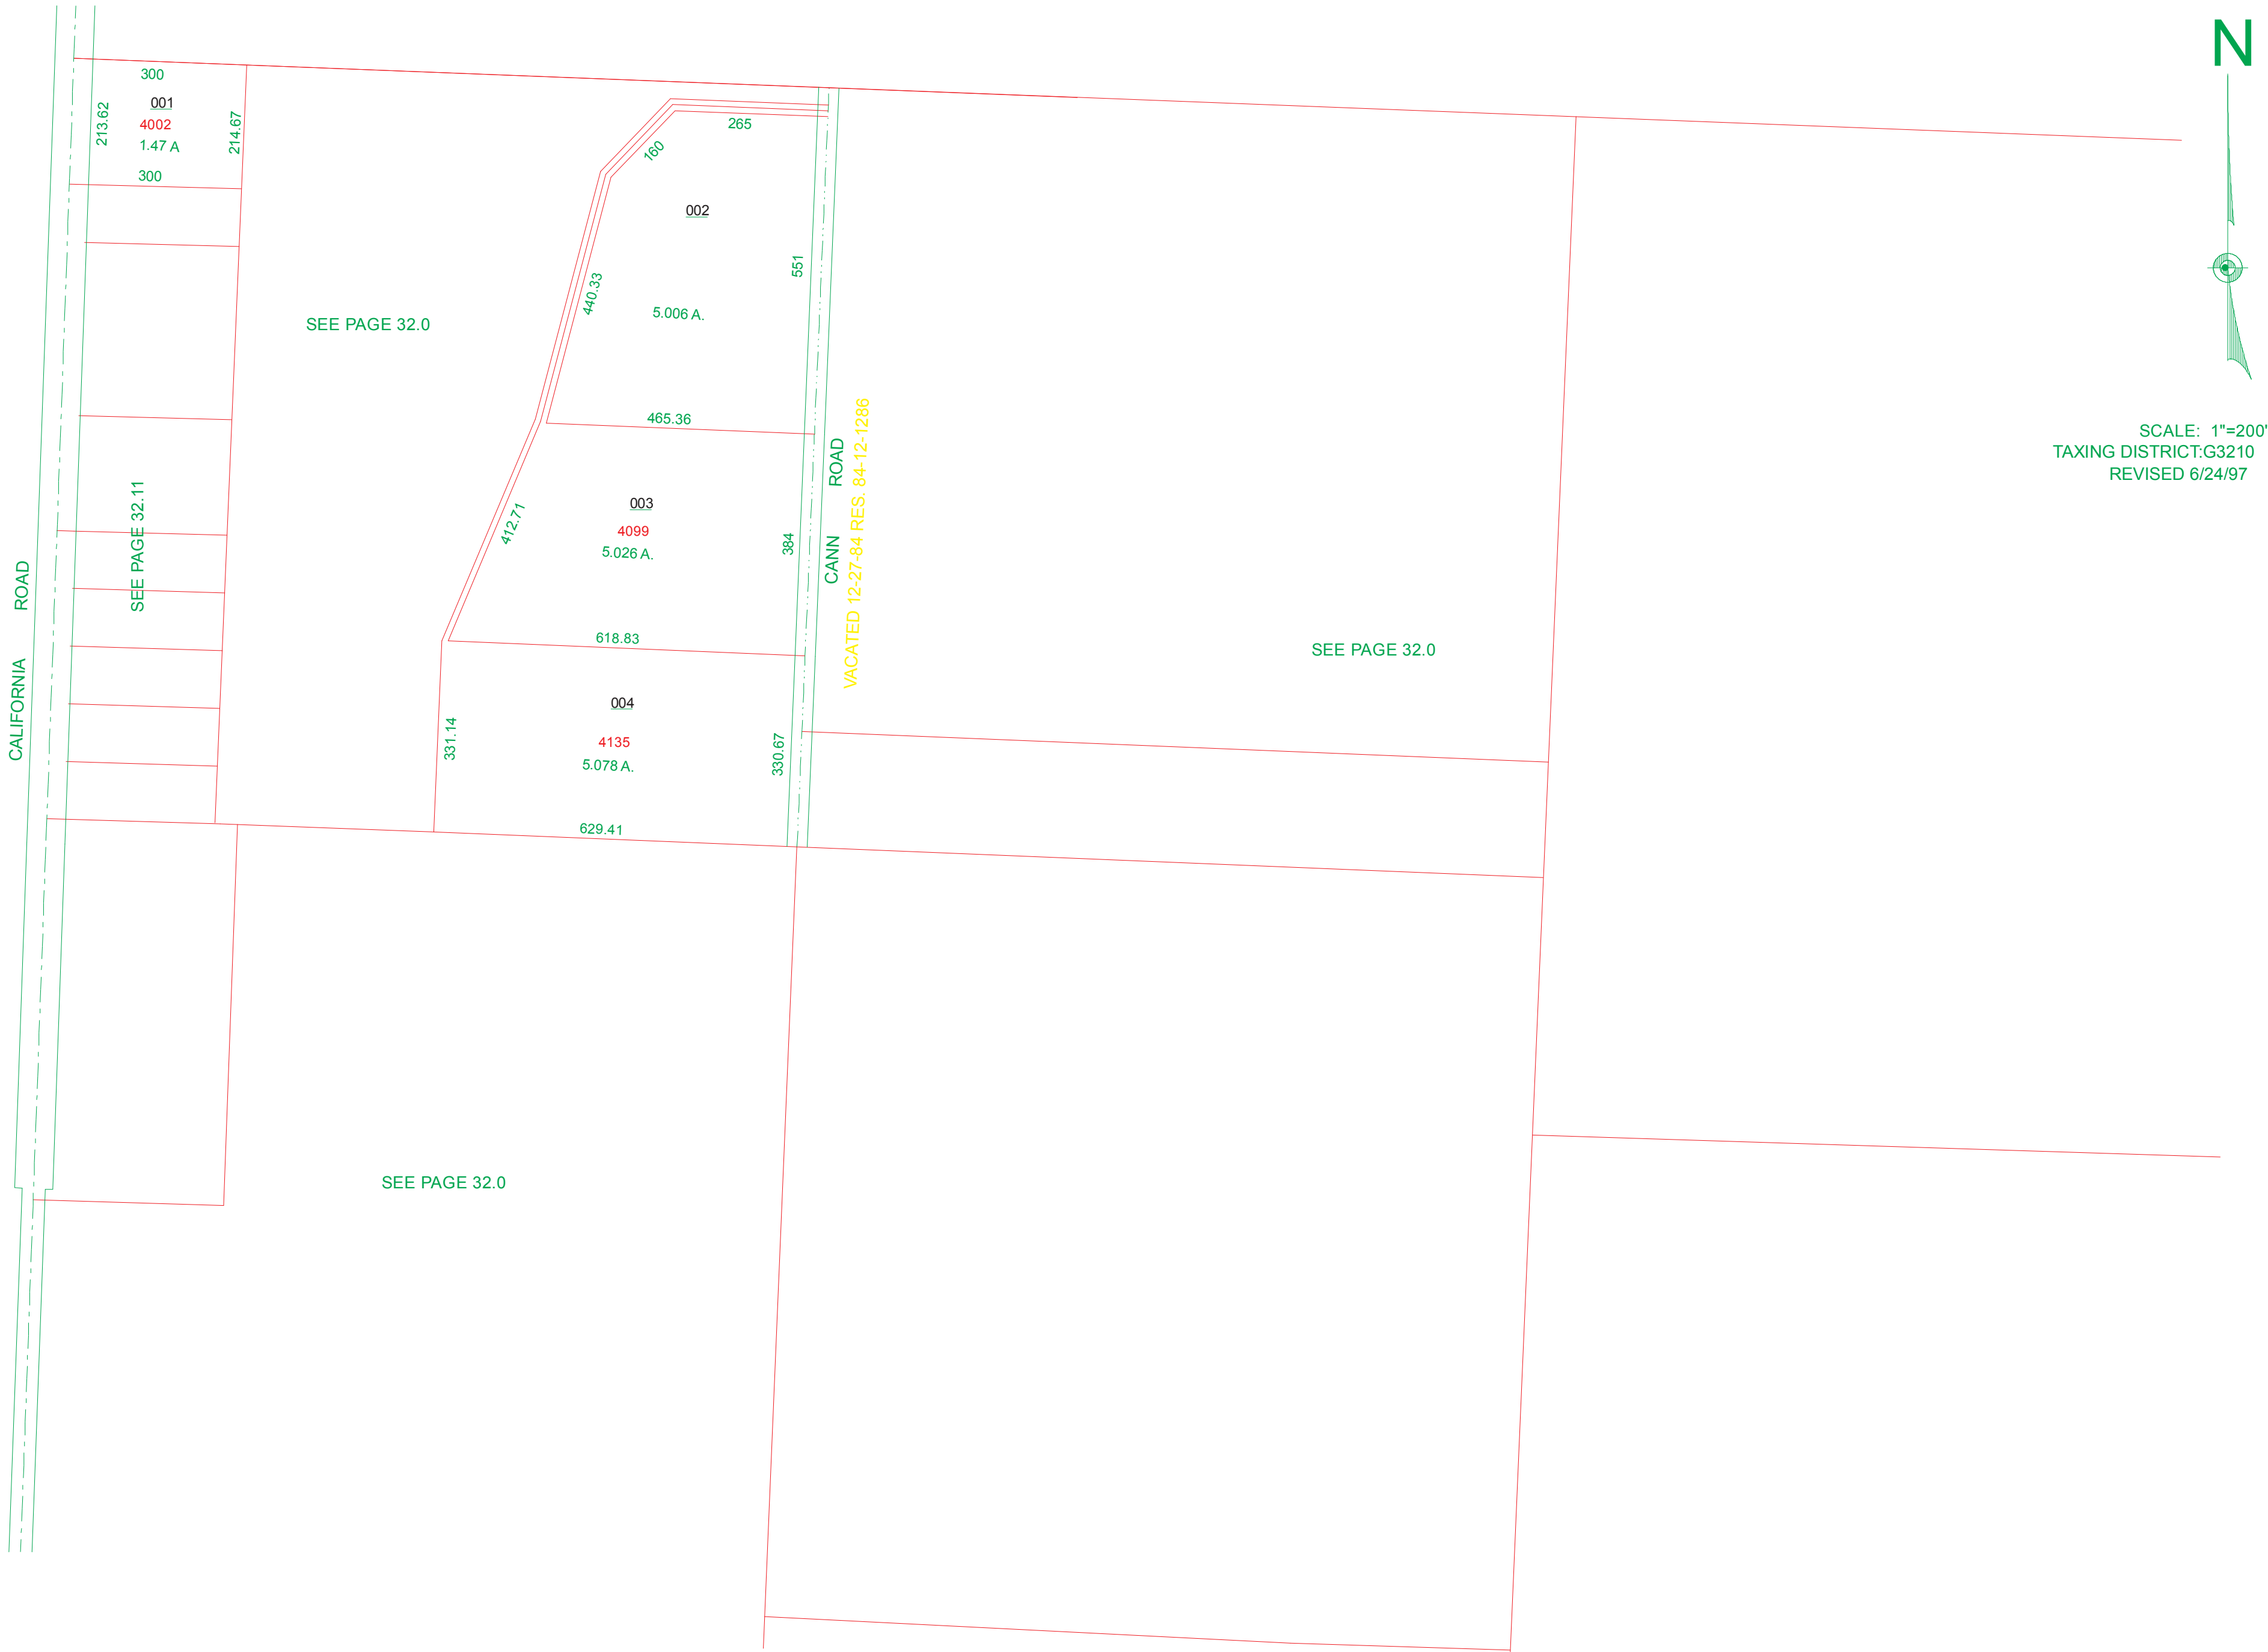 N
300
001
213.62
4002
214.67
1.47 A
300
265
160
002
440.33
551
5.006 A.
SEE PAGE 32.0
465.36
SCALE: 1"=200'
TAXING DISTRICT:G3210
REVISED 6/24/97
SEE PAGE 32.11
CALIFORNIA ROAD
003
412.71
4099
5.026 A.
384
CANN ROAD
VACATED 12-27-84 RES. 84-12-1286
618.83
SEE PAGE 32.0
004
331.14
4135
5.078 A.
330.67
629.41
SEE PAGE 32.0